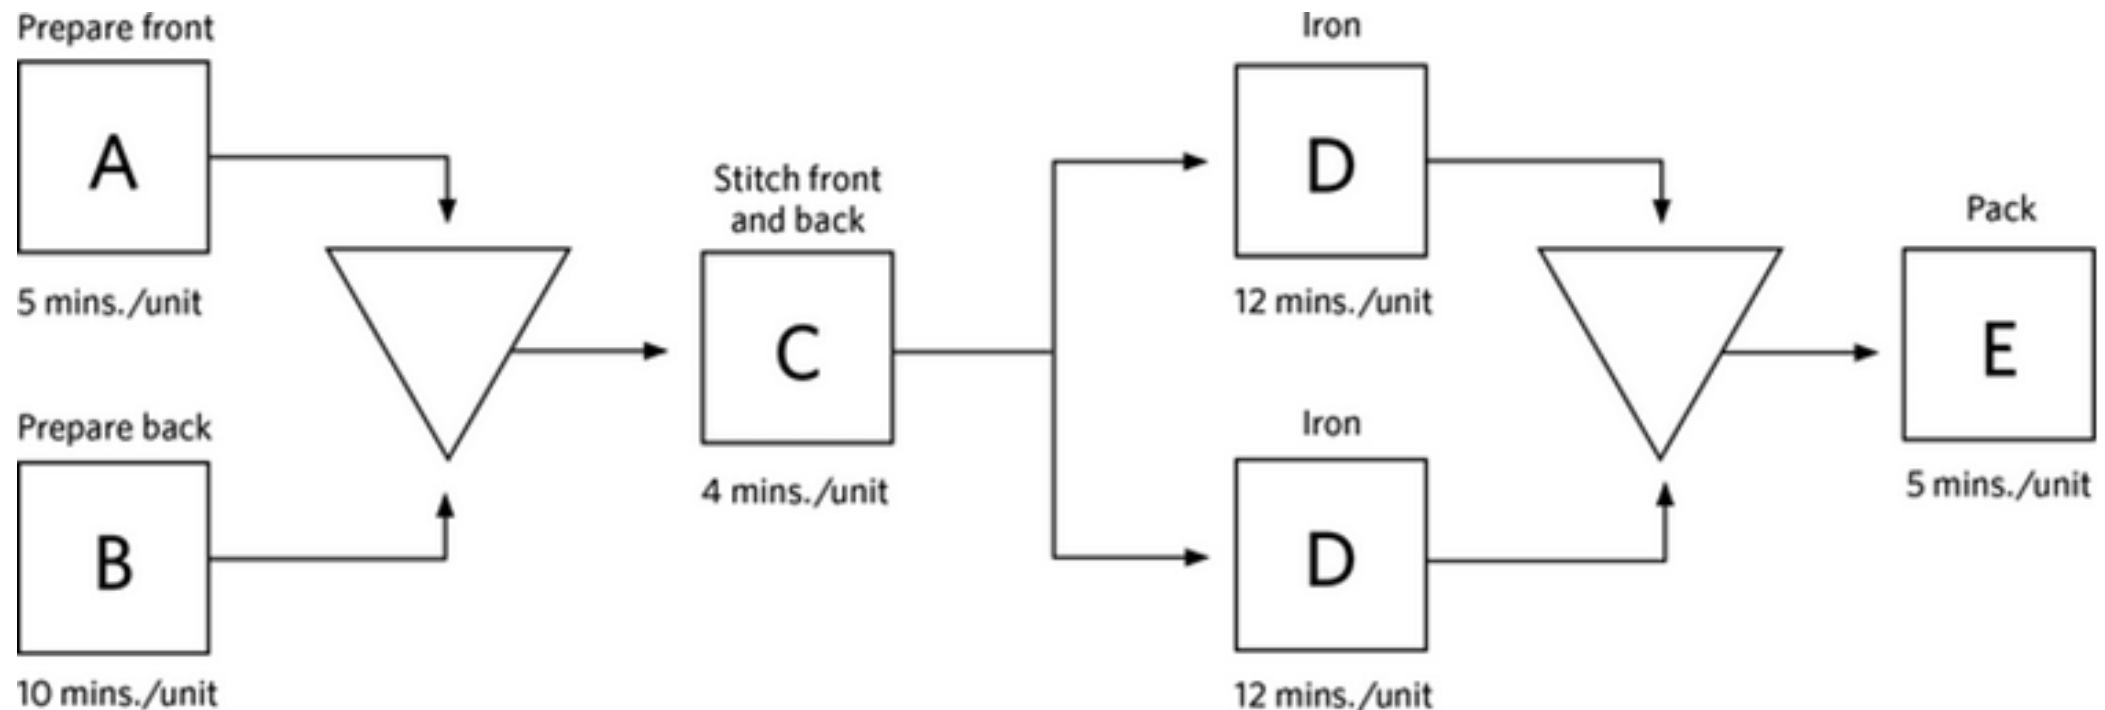 Prepare front
A
5 mins./unit
Prepare back
B
10 mins./unit
Stitch front
and back
C
4 mins./unit
Iron
D
12 mins./unit
Iron
D
12 mins./unit
Pack
E
5 mins./unit